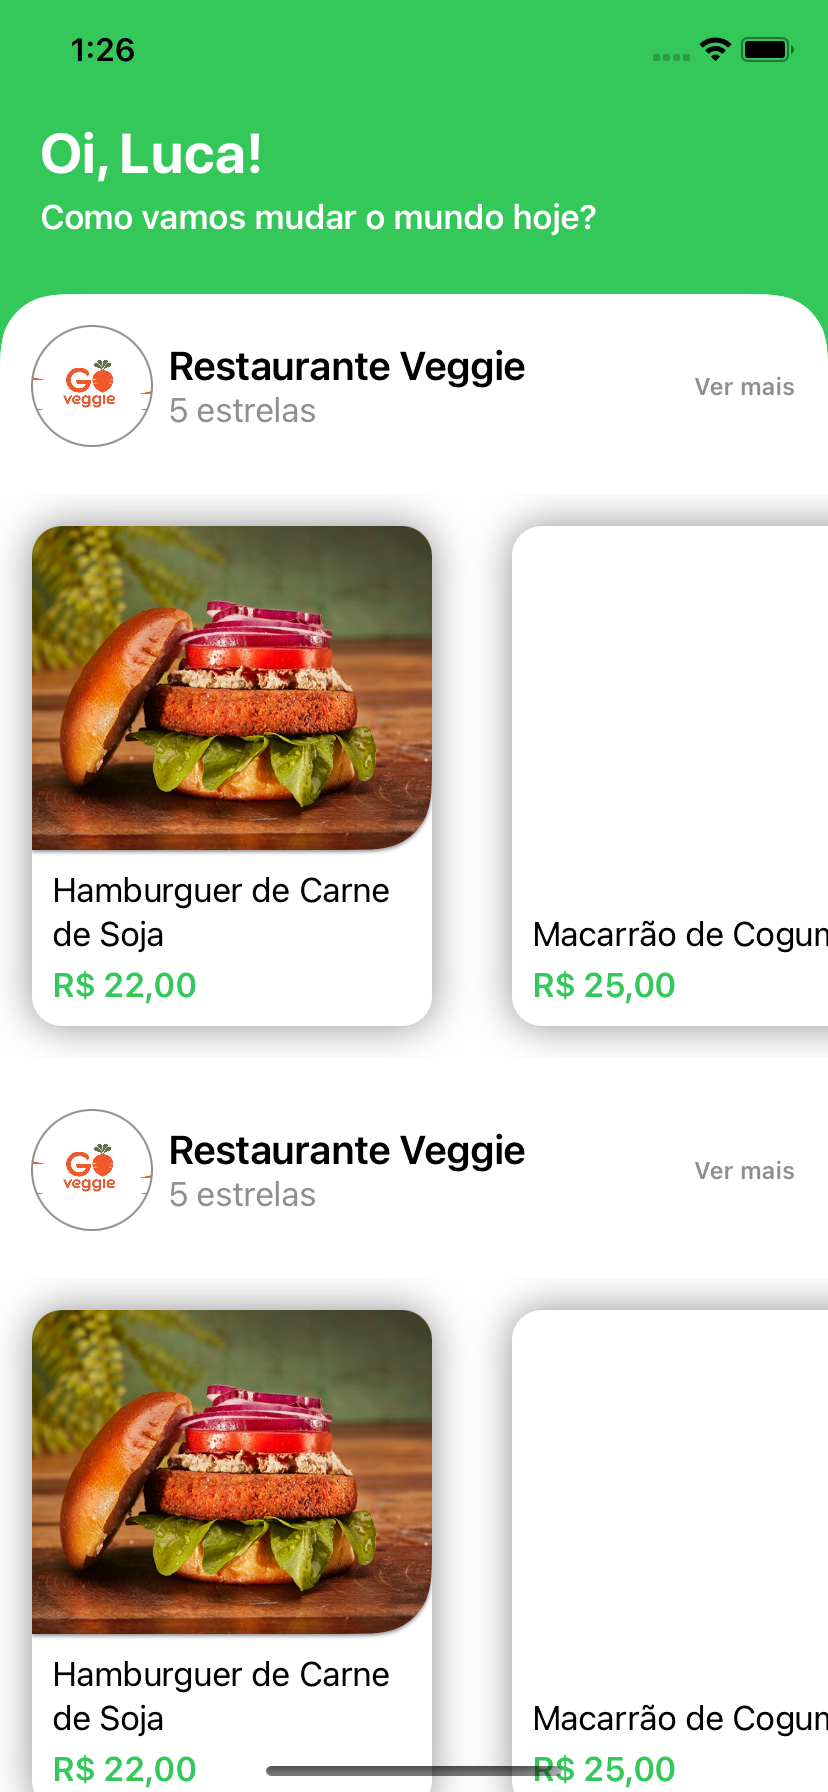 1:26
Oi, Luca!
Como vamos mudar o mundo hoje?
GO
veggie
Restaurante Veggie
5 estrelas
Ver mais
Hamburguer de Carne
de Soja
R$ 22,00
Macarrão de Cogum
R$ 25,00
GO
veggie
Restaurante Veggie
5 estrelas
Ver mais
Hamburguer de Carne
de Soja
R$ 22,00
Macarrão de Cogum
R$ 25,00